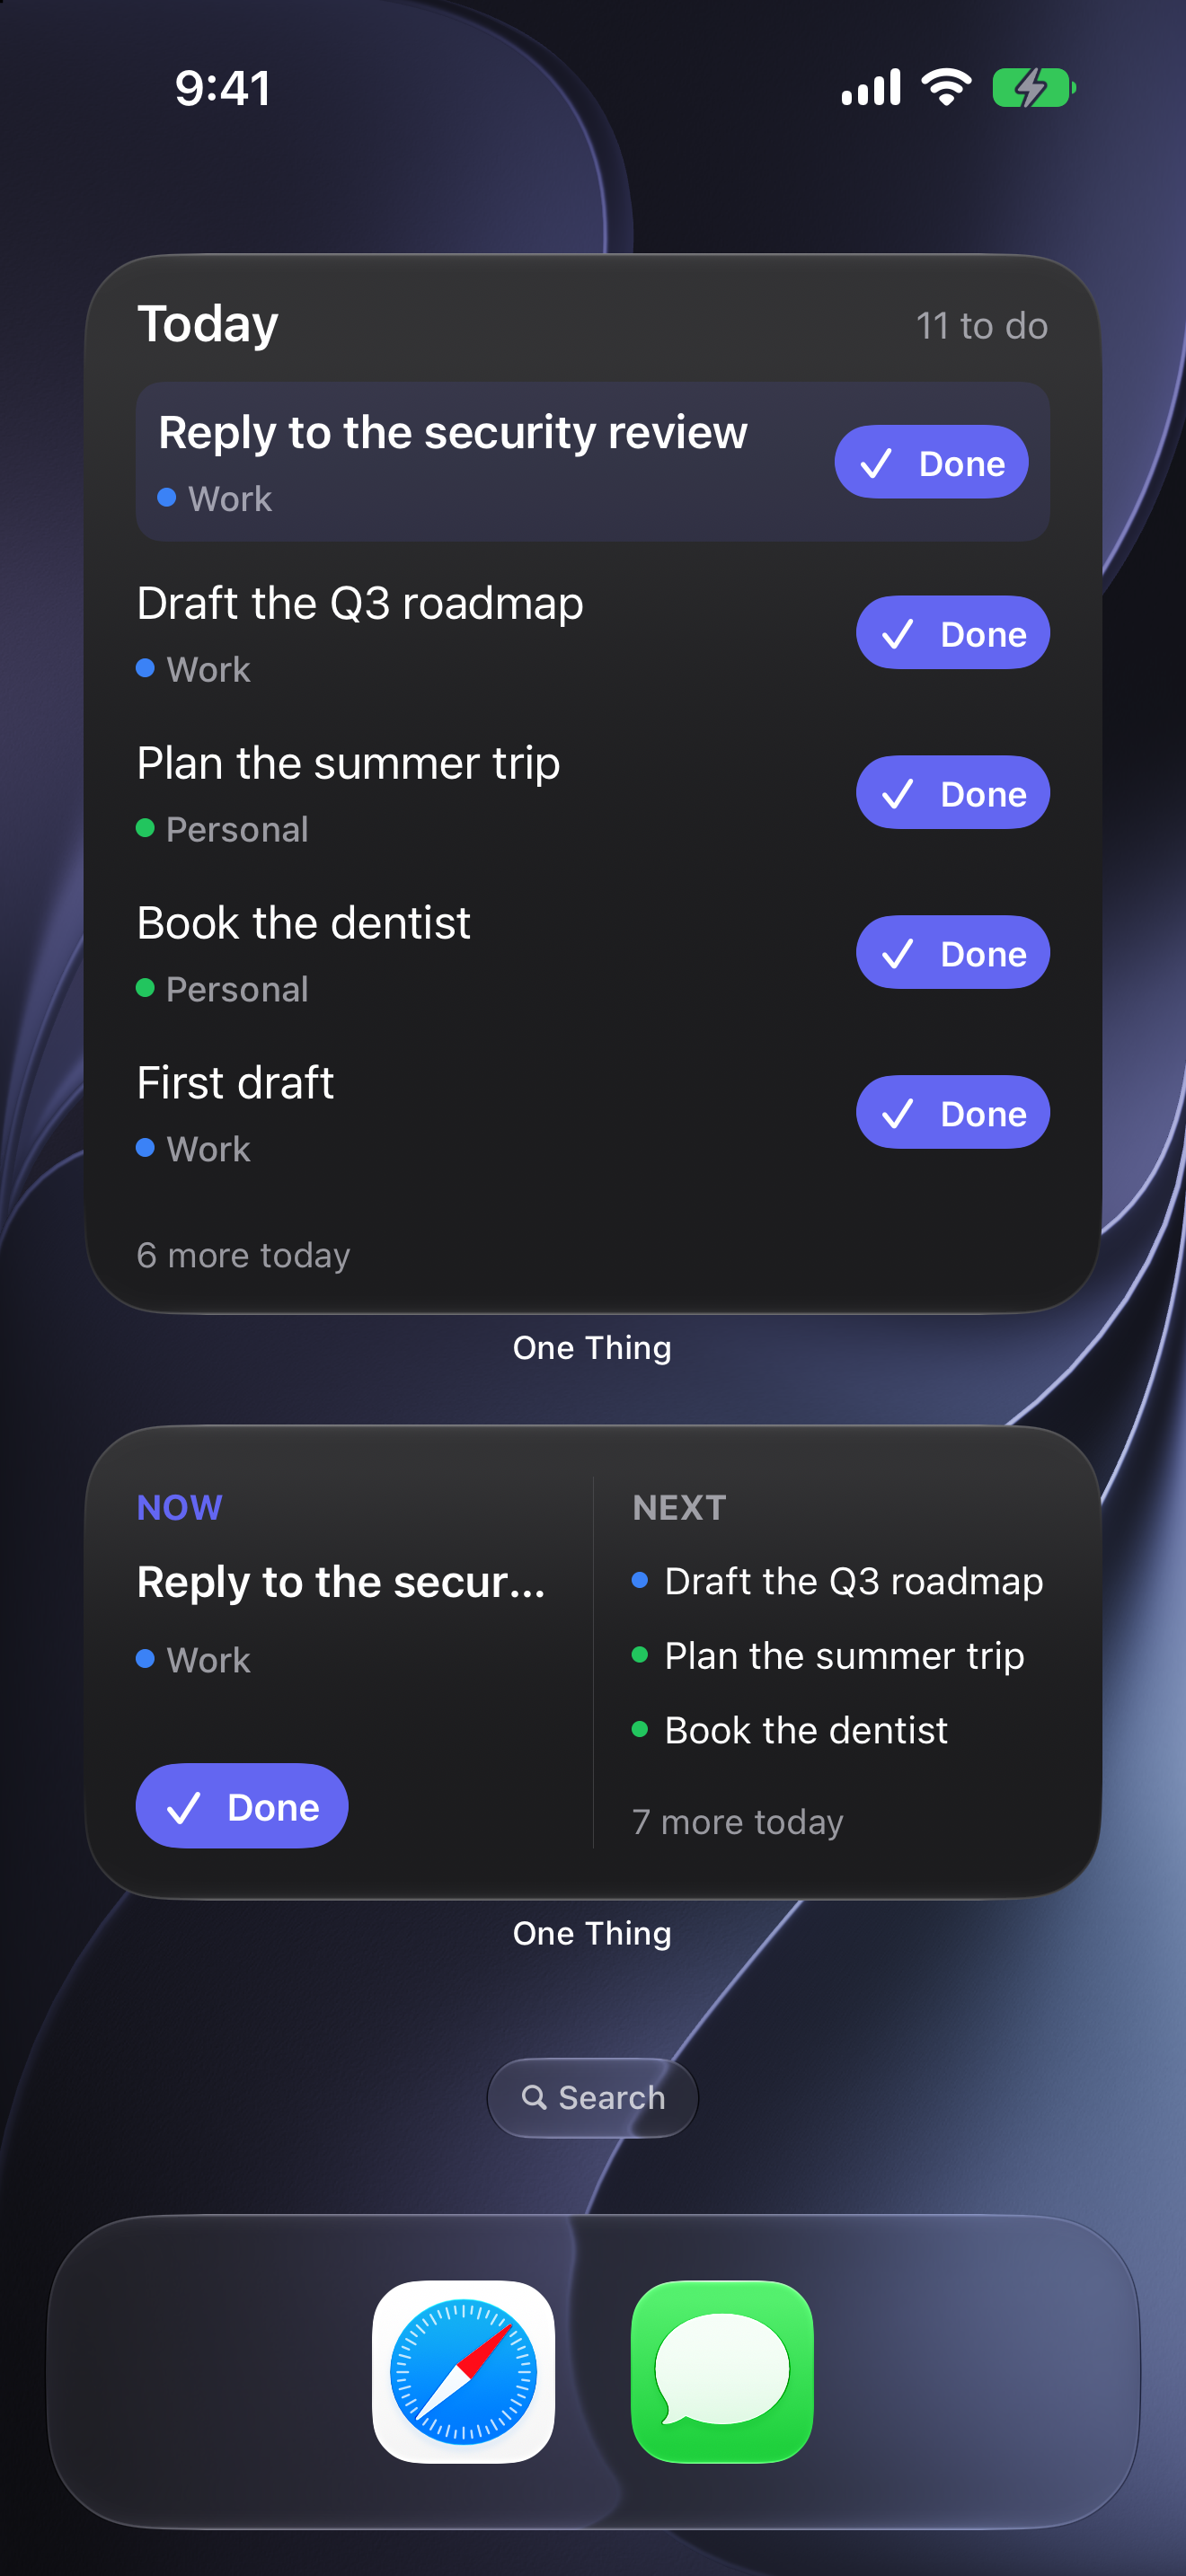 9:41
Today
11 to do
Reply to the security review
Done
Work
Draft the Q3 roadmap
Done
Work
Plan the summer trip
Done
Personal
Book the dentist
Done
Personal
First draft
Done
Work
6 more today
One Thing
NOW
Reply to the secur...
Work
Done
NEXT
Draft the Q3 roadmap
Plan the summer trip
Book the dentist
7 more today
One Thing
Search